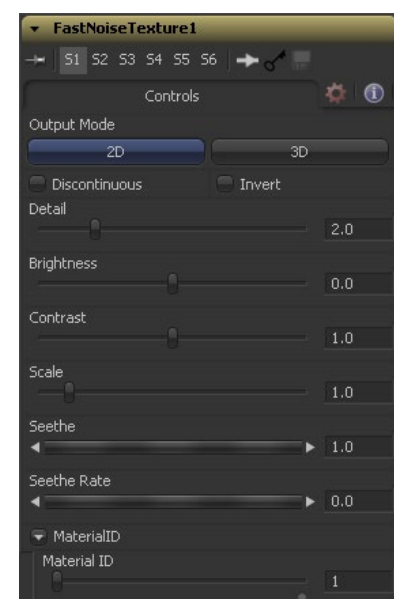 FastNoiseTexture1
S1 S2 S3 S4 S5 S6
Controls
Output Mode
2D 3D
Discontinuous Invert
Detail
2.0
Brightness
0.0
Contrast
1.0
Scale
1.0
Seethe
1.0
Seethe Rate
0.0
MaterialID
Material ID
1